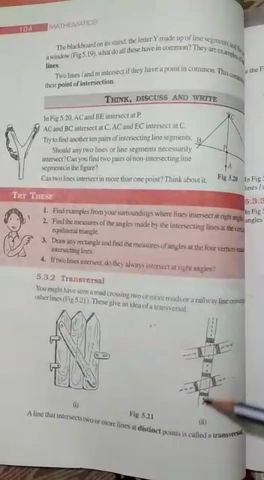 104 MATHEMATICS
The blackboard on its stand, the letter Y made up of line segments and the
a window (Fig 5.19), what do all these have in common? They are examples of
lines.
Two lines l and m intersect if they have a point in common. This common
their point of intersection.
THINK, DISCUSS AND WRITE
In Fig 5.20, AC and BE intersect at P.
AC and BC intersect at C, AC and EC intersect at C.
Try to find another ten pairs of intersecting line segments.
Should any two lines or line segments necessarily
intersect? Can you find two pairs of non-intersecting line
segments in the figure?
Can two lines intersect in more than one point? Think about it.
Fig 5.20
TRY THESE
1. Find examples from your surroundings where lines intersect at right angles.
2. Find the measures of the angles made by the intersecting lines at the
equilateral triangle.
3. Draw any rectangle and find the measures of angles at the four vertices made
intersecting lines.
4. If two lines intersect, do they always intersect at right angles?
5.3.2 Transversal
You might have seen a road crossing two or more roads or a railway line crossing
other lines (Fig 5.21). These give an idea of a transversal.
(i) Fig 5.21 (ii)
A line that intersects two or more lines at distinct points is called a transversal